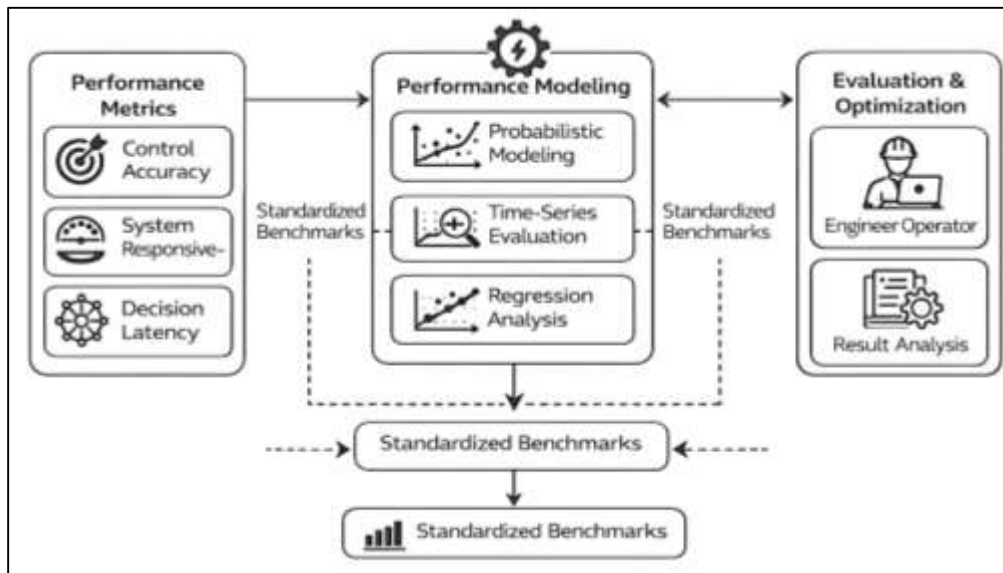 Performance
Metrics
Control
Accuracy
System
Responsive-
Decision
Latency
Standardized
Benchmarks
Performance Modeling
Probabilistic
Modeling
Time-Series
Evaluation
Regression
Analysis
Standardized
Benchmarks
Evaluation &
Optimization
Engineer Operator
Result Analysis
Standardized Benchmarks
Standardized Benchmarks